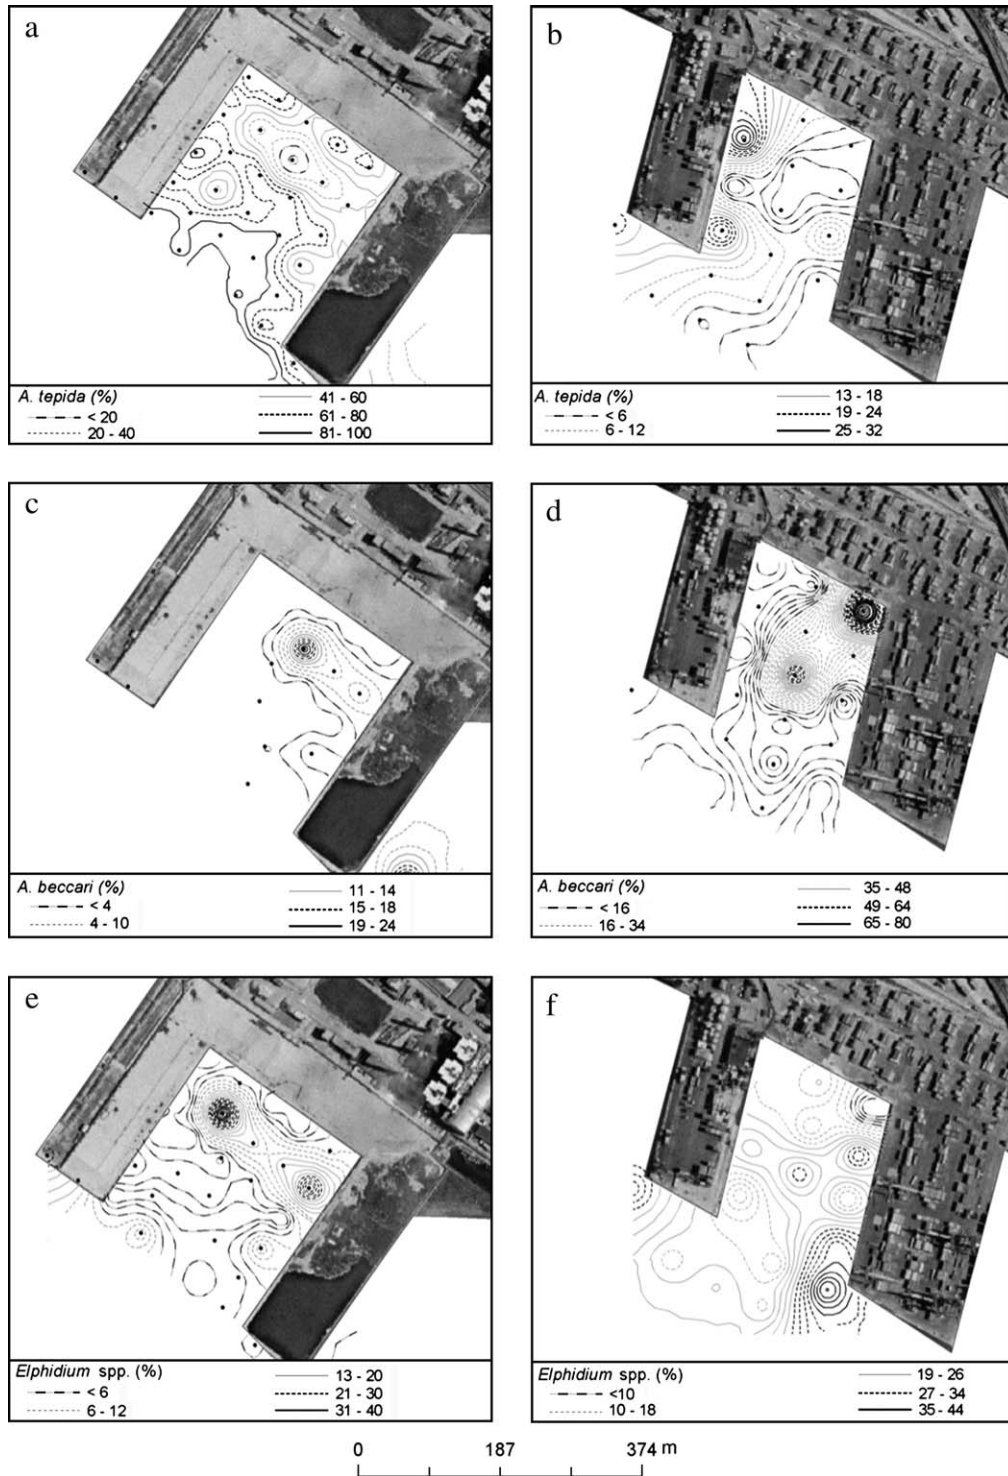 a
A. tepida (%)
< 20
20 - 40
41 - 60
61 - 80
81 - 100
b
A. tepida (%)
< 6
6 - 12
13 - 18
19 - 24
25 - 32
c
A. beccari (%)
< 4
4 - 10
11 - 14
15 - 18
19 - 24
d
A. beccari (%)
< 16
16 - 34
35 - 48
49 - 64
65 - 80
e
Elphidium spp. (%)
< 6
6 - 12
13 - 20
21 - 30
31 - 40
f
Elphidium spp. (%)
<10
10 - 18
19 - 26
27 - 34
35 - 44
0 187 374 m